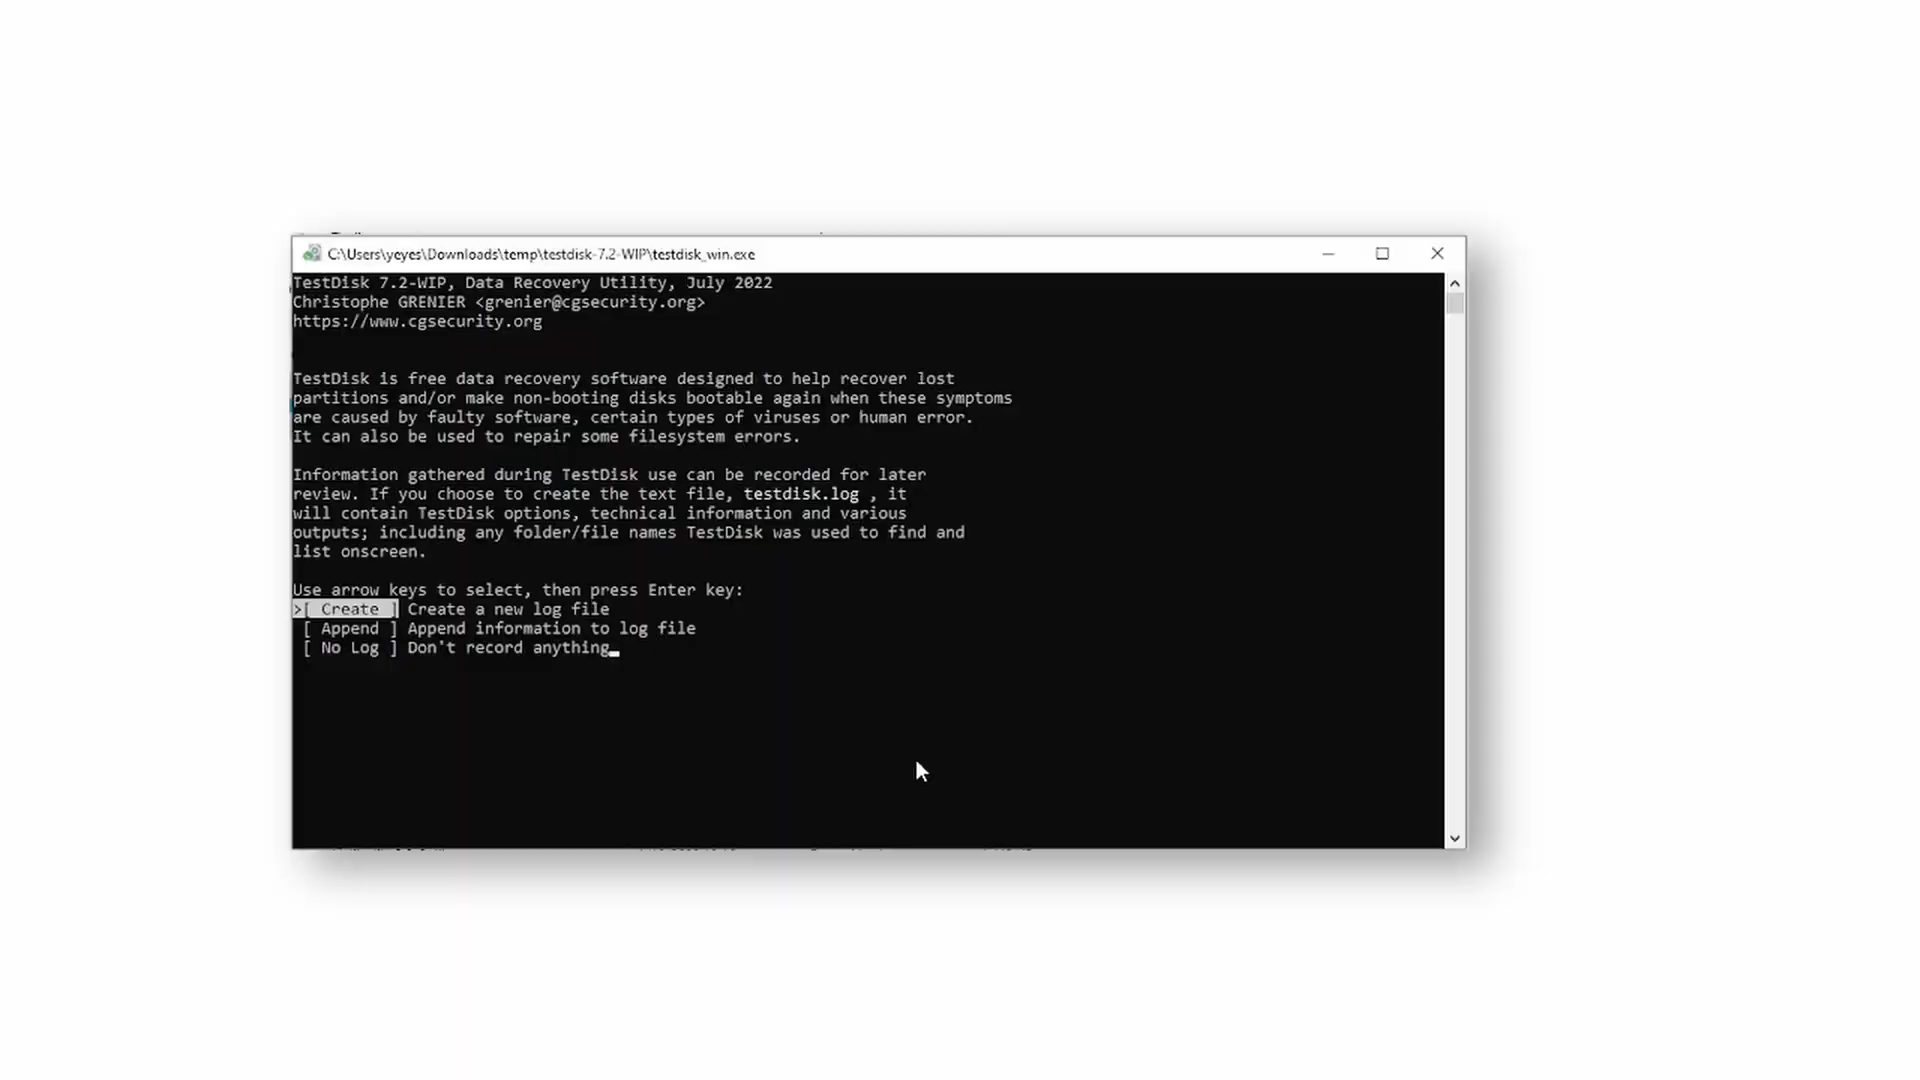 C:\Users\yeyes\Downloads\temp\testdisk-7.2-WIP\testdisk_win.exe
TestDisk 7.2-WIP, Data Recovery Utility, July 2022
Christophe GRENIER <grenier@cgsecurity.org>
https://www.cgsecurity.org
TestDisk is free data recovery software designed to help recover lost
partitions and/or make non-booting disks bootable again when these symptoms
are caused by faulty software, certain types of viruses or human error.
It can also be used to repair some filesystem errors.
Information gathered during TestDisk use can be recorded for later
review. If you choose to create the text file, testdisk.log , it
will contain TestDisk options, technical information and various
outputs; including any folder/file names TestDisk was used to find and
list onscreen.
Use arrow keys to select, then press Enter key:
>[ Create ] Create a new log file
[ Append ] Append information to log file
[ No Log ] Don't record anything